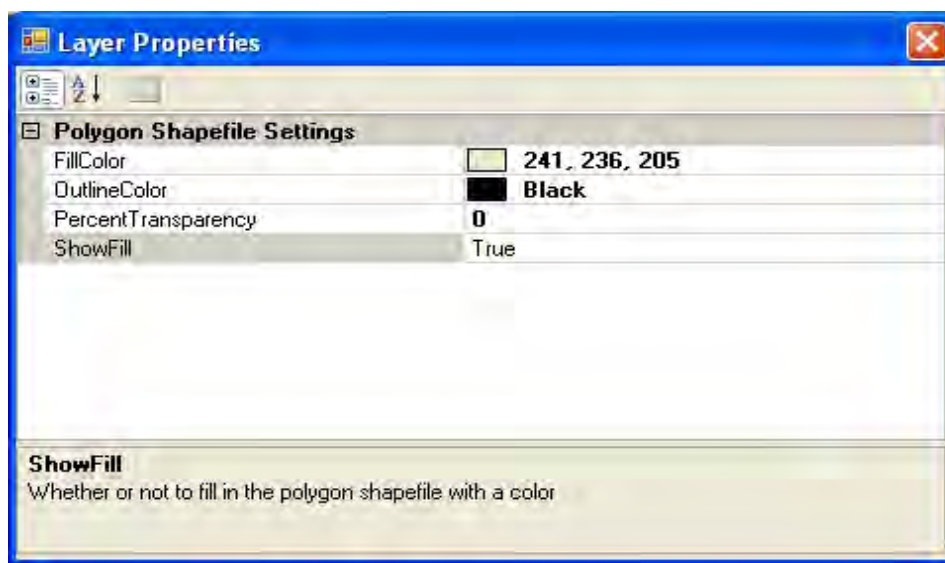 Layer Properties
Polygon Shapefile Settings
FillColor 241, 236, 205
OutlineColor Black
PercentTransparency 0
ShowFill True
ShowFill
Whether or not to fill in the polygon shapefile with a color